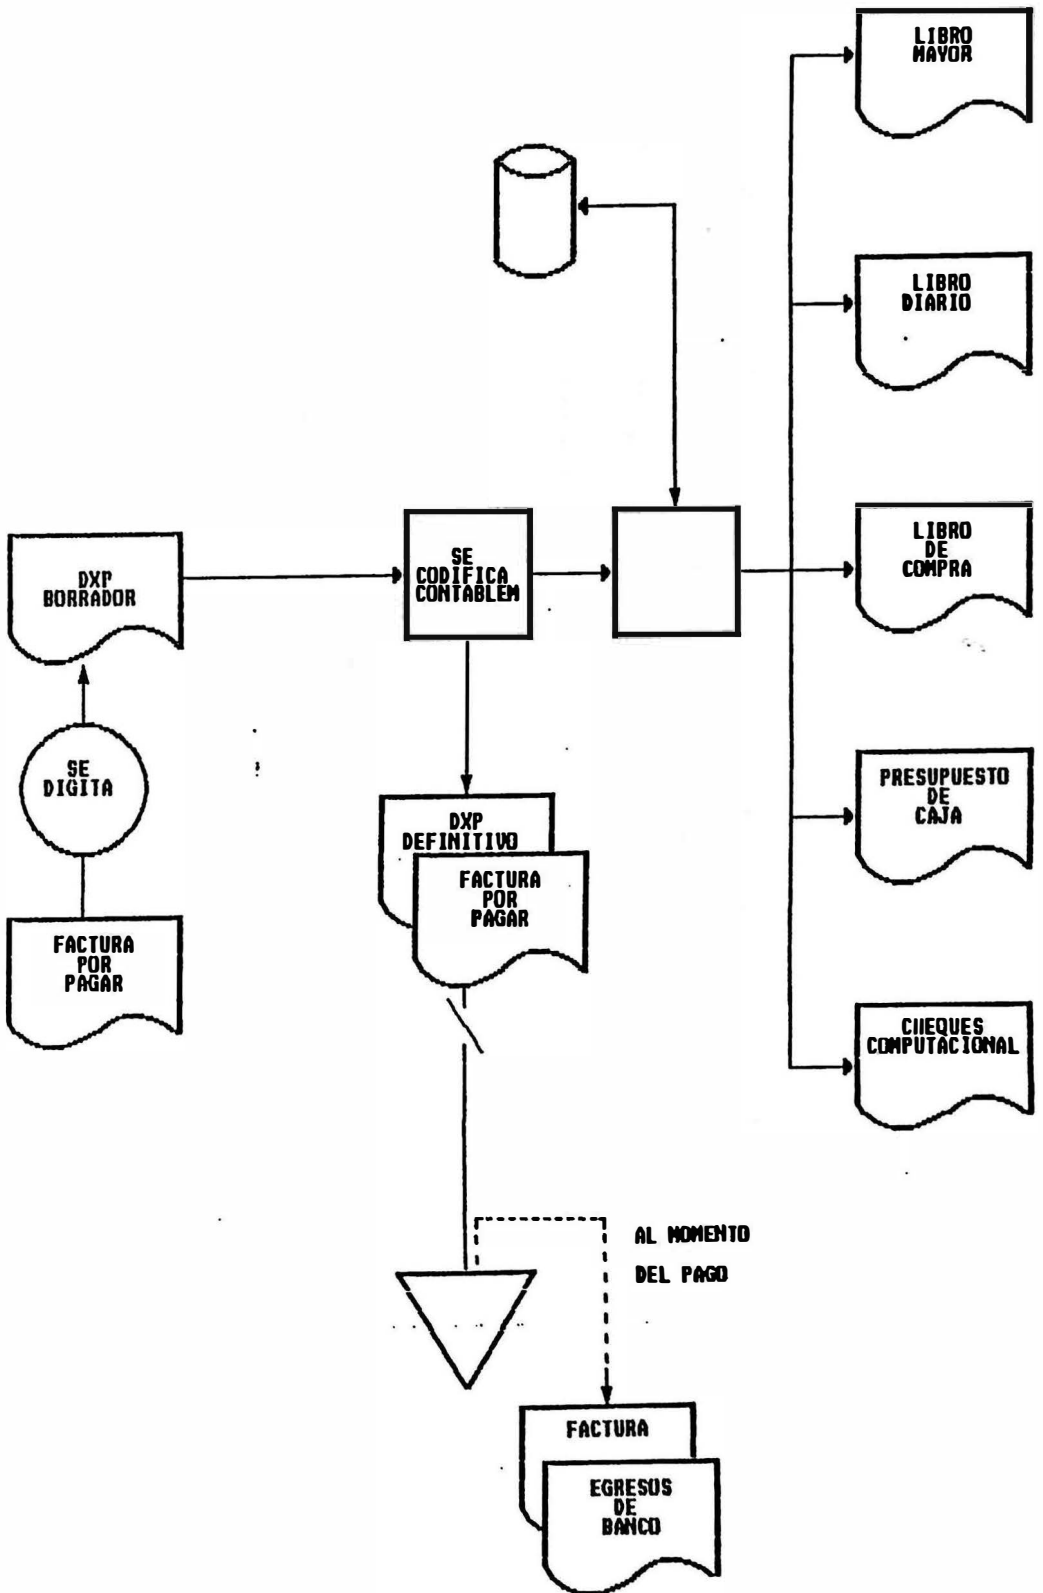 LIBRO
MAYOR
LIBRO
DIARIO
LIBRO
DE
COMPRA
DXP
BORRADOR
SE
CODIFICA
CONTABLEM
SE
DIGITA
PRESUPUESTO
DE
CAJA
DXP
DEFINITIVO
FACTURA
POR
PAGAR
FACTURA
POR
PAGAR
CHEQUES
COMPUTACIONAL
AL MOMENTO
DEL PAGO
FACTURA
EGRESOS
DE
BANCO